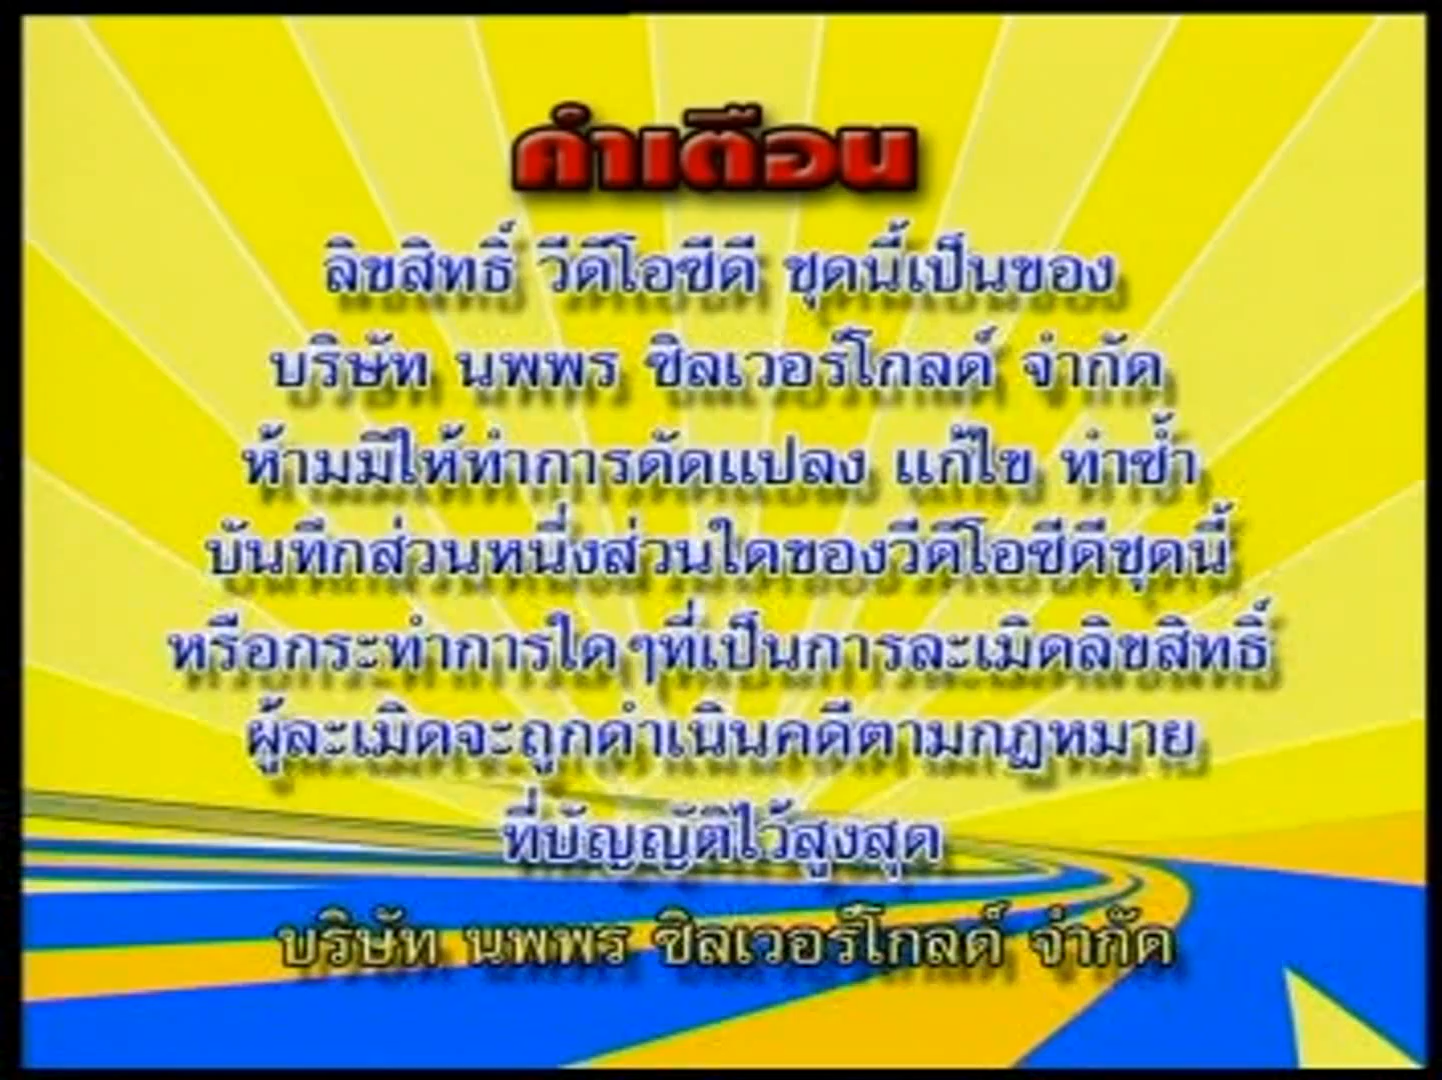 คำเตือน
ลิขสิทธิ์ วีดีโอซีดี ชุดนี้เป็นของ
บริษัท นพพร ซิลเวอร์โกลด์ จำกัด
ห้ามมิให้ทำการดัดแปลง แก้ไข ทำซ้ำ
บันทึกส่วนหนึ่งส่วนใดของวีดีโอซีดีชุดนี้
หรือกระทำการใดๆที่เป็นการละเมิดลิขสิทธิ์
ผู้ละเมิดจะถูกดำเนินคดีตามกฎหมาย
ที่บัญญัติไว้สูงสุด
บริษัท นพพร ซิลเวอร์โกลด์ จำกัด